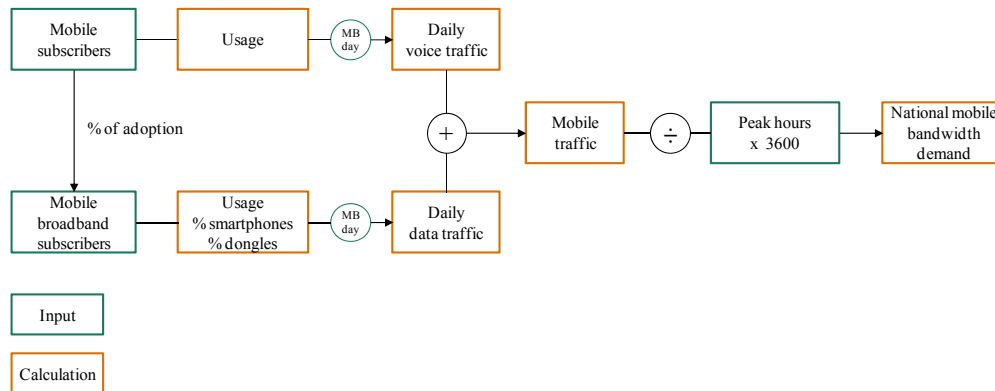 Mobile
subscribers
Usage
MB
day
Daily
voice traffic
% of adoption
+
Mobile
traffic
÷
Peak hours
x 3600
National mobile
bandwidth
demand
Mobile
broadband
subscribers
Usage
% smartphones
% dongles
MB
day
Daily
data traffic
Input
Calculation